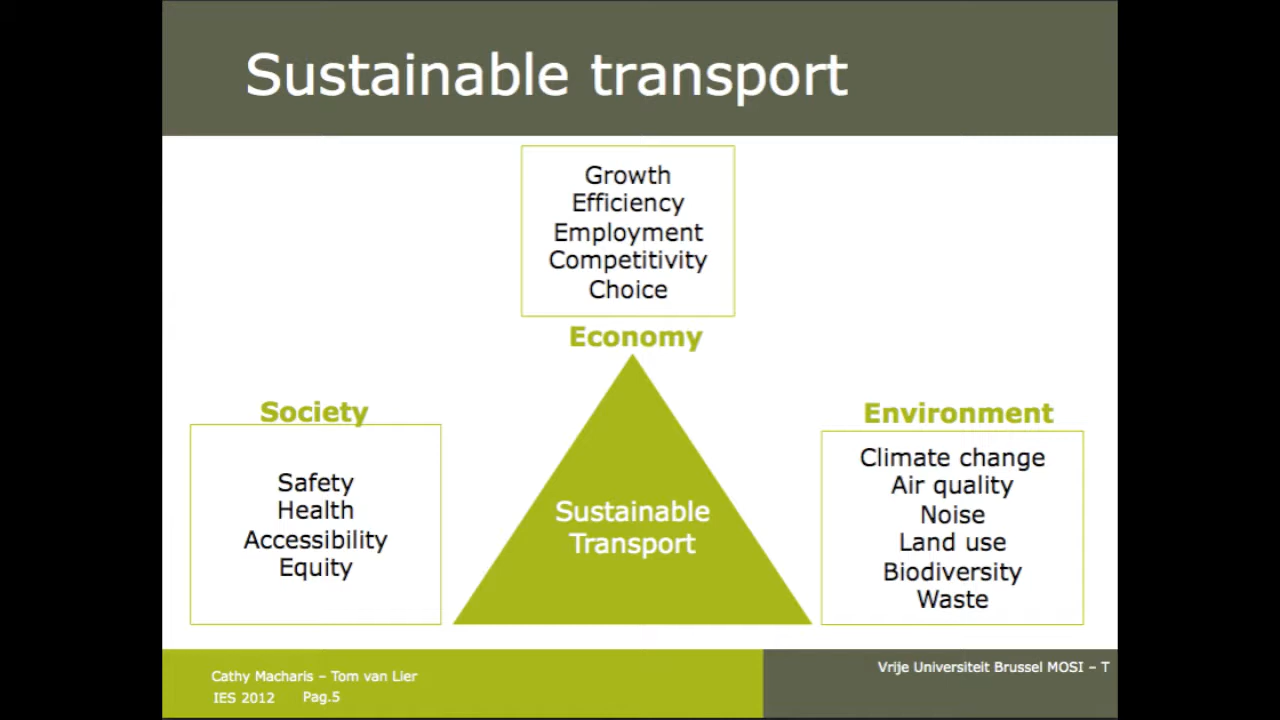 Sustainable transport
Growth
Efficiency
Employment
Competitivity
Choice
Economy
Society
Safety
Health
Accessibility
Equity
Sustainable
Transport
Environment
Climate change
Air quality
Noise
Land use
Biodiversity
Waste
Cathy Macharis – Tom van Lier
IES 2012 Pag.5
Vrije Universiteit Brussel MOSI – T